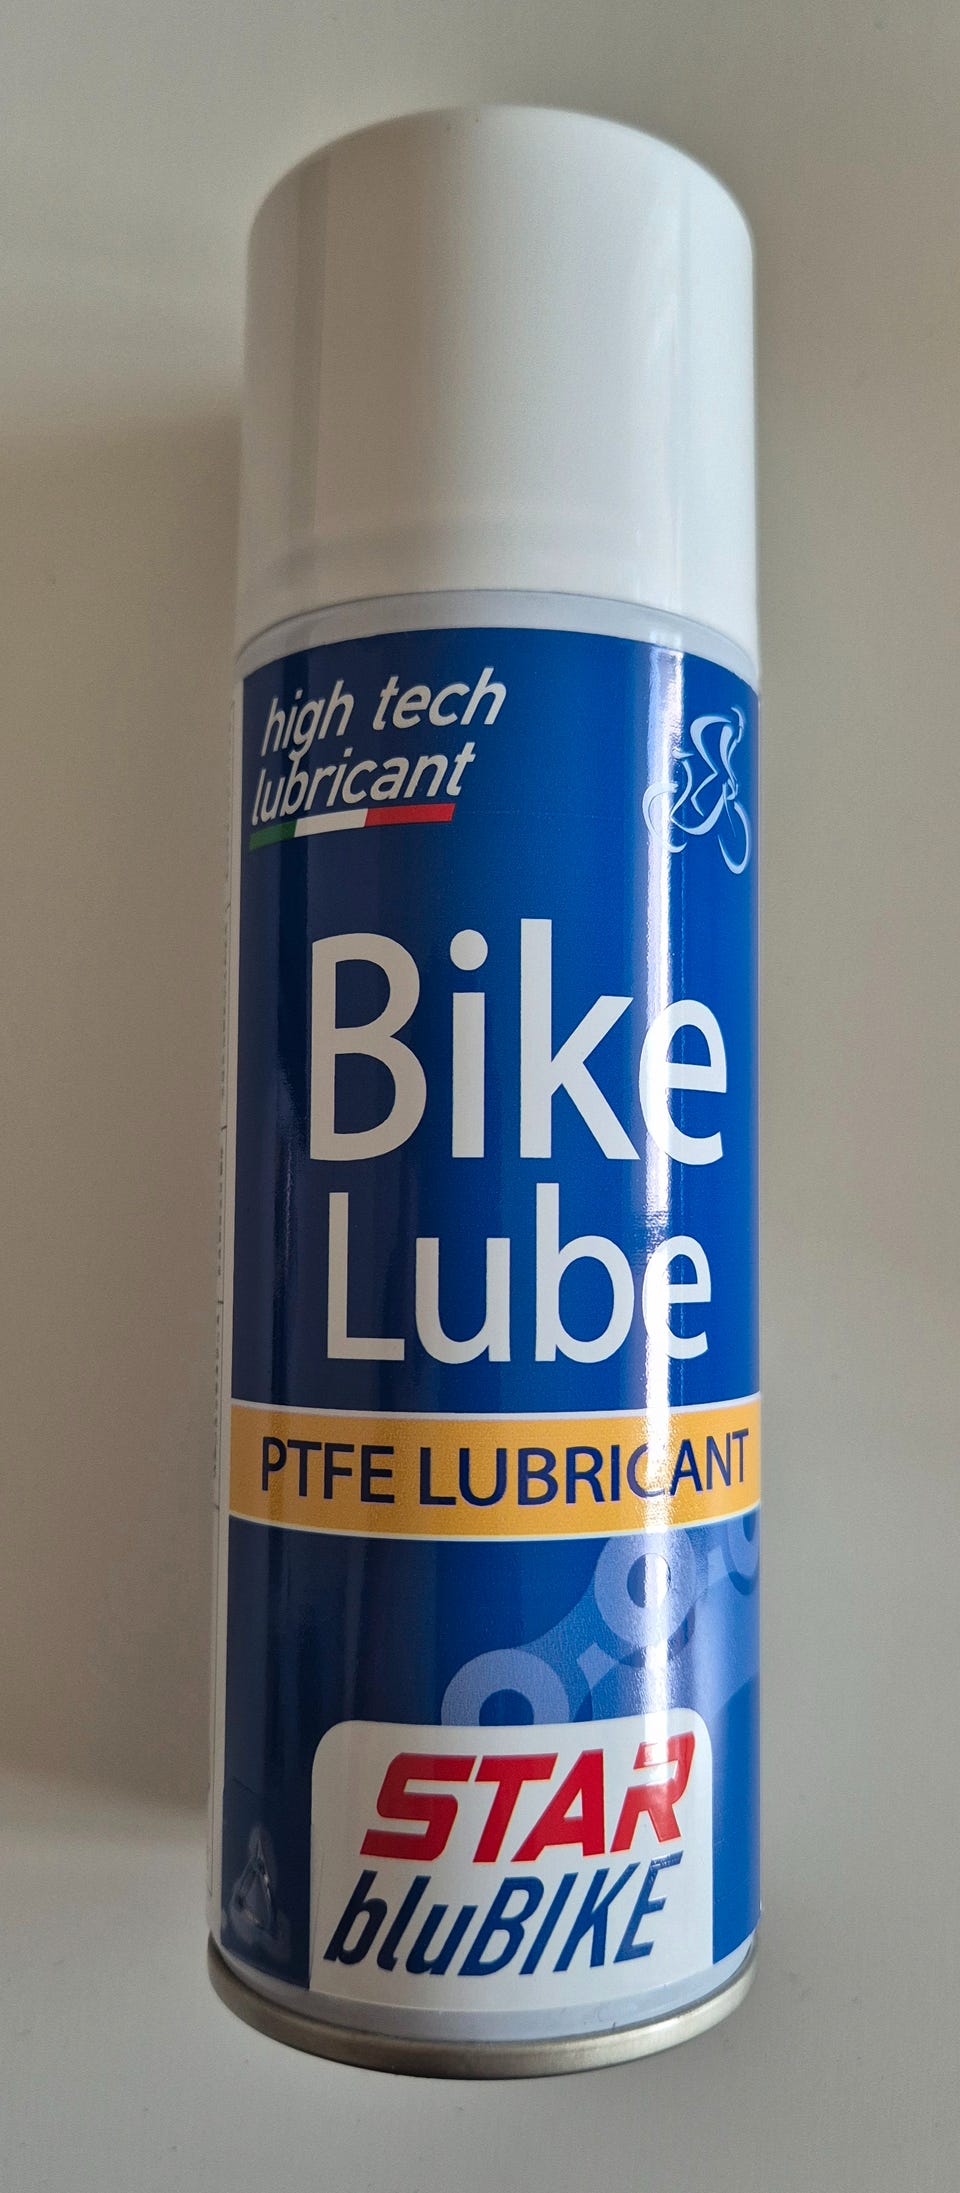 high tech
lubricant
Bike
Lube
PTFE LUBRICANT
STAR
bluBIKE